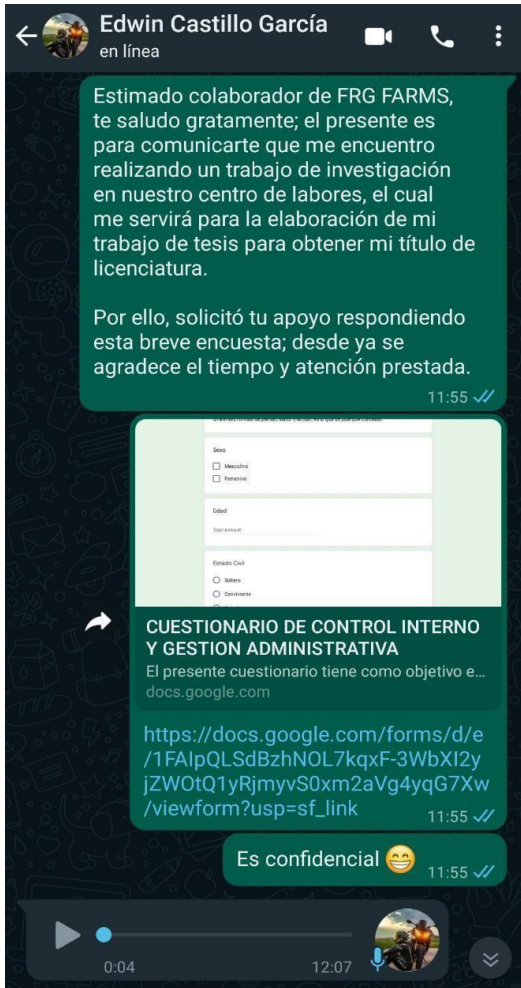 Edwin Castillo García
en línea
Estimado colaborador de FRG FARMS,
te saludo gratamente; el presente es
para comunicarte que me encuentro
realizando un trabajo de investigación
en nuestro centro de labores, el cual
me servirá para la elaboración de mi
trabajo de tesis para obtener mi título de
licenciatura.
Por ello, solicitó tu apoyo respondiendo
esta breve encuesta; desde ya se
agradece el tiempo y atención prestada.
11:55
Sexo
Masculino
Femenino
Edad
Your answer
Estado Civil
Soltero
Conviviente
CUESTIONARIO DE CONTROL INTERNO
Y GESTION ADMINISTRATIVA
El presente cuestionario tiene como objetivo e...
docs.google.com
https://docs.google.com/forms/d/e
/1FAIpQLSdBzhNOL7kqxF-3WbXI2y
jZWOtQ1yRjmyvS0xm2aVg4yqG7Xw
/viewform?usp=sf_link
11:55
Es confidencial 😁
11:55
0:04
12:07